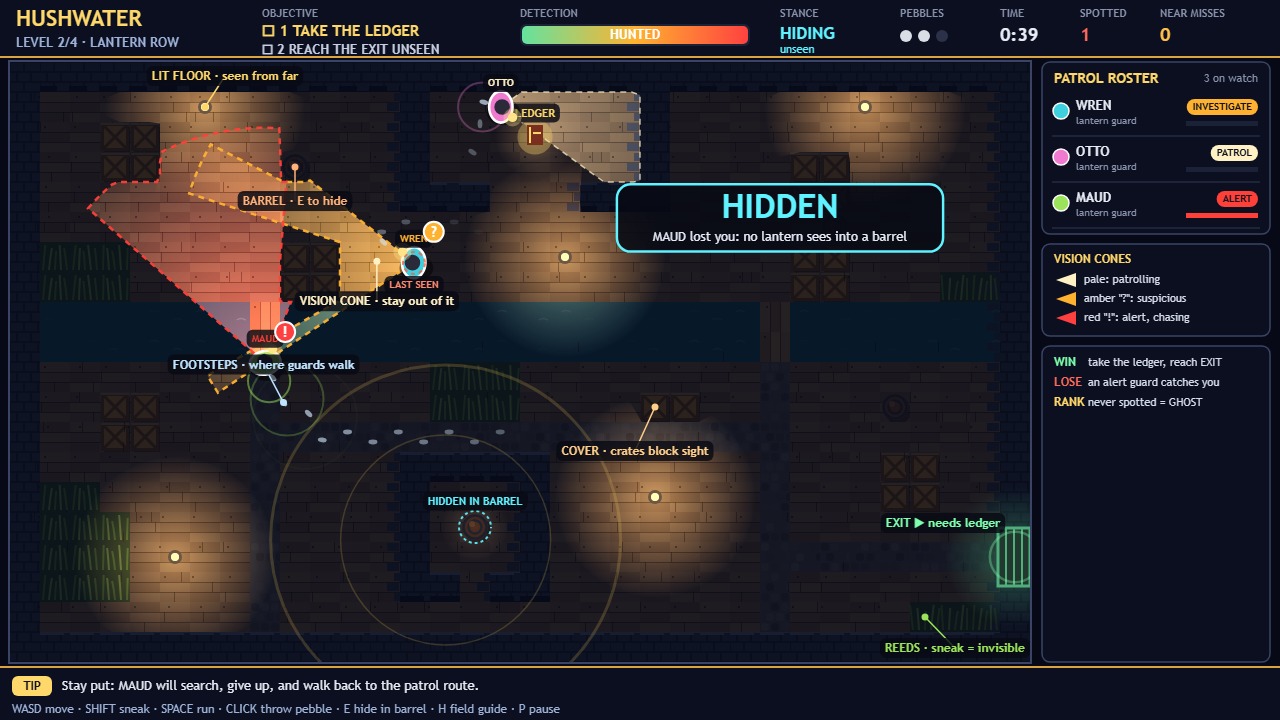 HUSHWATER
LEVEL 2/4 · LANTERN ROW
OBJECTIVE
1 TAKE THE LEDGER
2 REACH THE EXIT UNSEEN
DETECTION
HUNTED
STANCE
HIDING
unseen
PEBBLES
TIME
0:39
SPOTTED
1
NEAR MISSES
0
LIT FLOOR · seen from far
OTTO
LEDGER
BARREL · E to hide
HIDDEN
MAUD lost you: no lantern sees into a barrel
WREN
?
LAST SEEN
VISION CONE · stay out of it
MAUD
!
FOOTSTEPS · where guards walk
COVER · crates block sight
HIDDEN IN BARREL
EXIT ▶ needs ledger
REEDS · sneak = invisible
PATROL ROSTER
3 on watch
WREN
lantern guard
INVESTIGATE
OTTO
lantern guard
PATROL
MAUD
lantern guard
ALERT
VISION CONES
pale: patrolling
amber "?": suspicious
red "!": alert, chasing
WIN take the ledger, reach EXIT
LOSE an alert guard catches you
RANK never spotted = GHOST
TIP Stay put: MAUD will search, give up, and walk back to the patrol route.
WASD move · SHIFT sneak · SPACE run · CLICK throw pebble · E hide in barrel · H field guide · P pause